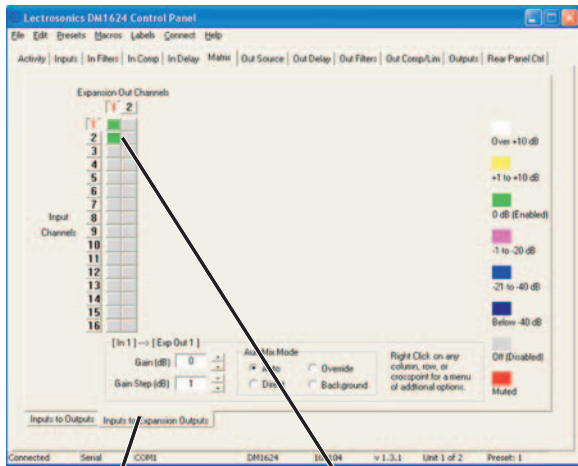 Lectrosonics DM1624 Control Panel
File Edit Presets Macros Labels Connect Help
Activity Inputs In Filters In Comp In Delay Matrix Out Source Out Delay Out Filters Out Comp/Lim Outputs Rear Panel Ctrl
Expansion Out Channels
1 2
1
2
3
4
5
6
7
Input 8
Channels 9
10
11
12
13
14
15
16
Over +10 dB
+1 to +10 dB
0 dB (Enabled)
-1 to -20 dB
-21 to -40 dB
Below -40 dB
Off (Disabled)
Muted
[ In 1 ] --> [ Exp Out 1 ]
Gain (dB) 0
Gain Step (dB) 1
Auto Mix Mode
Auto Override
Direct Background
Right Click on any
column, row, or
crosspoint for a menu
of addtional options.
Inputs to Outputs Inputs to Expansion Outputs
Connected Serial COM1 DM1624 v 1.3.1 Unit 1 of 2 Preset: 1